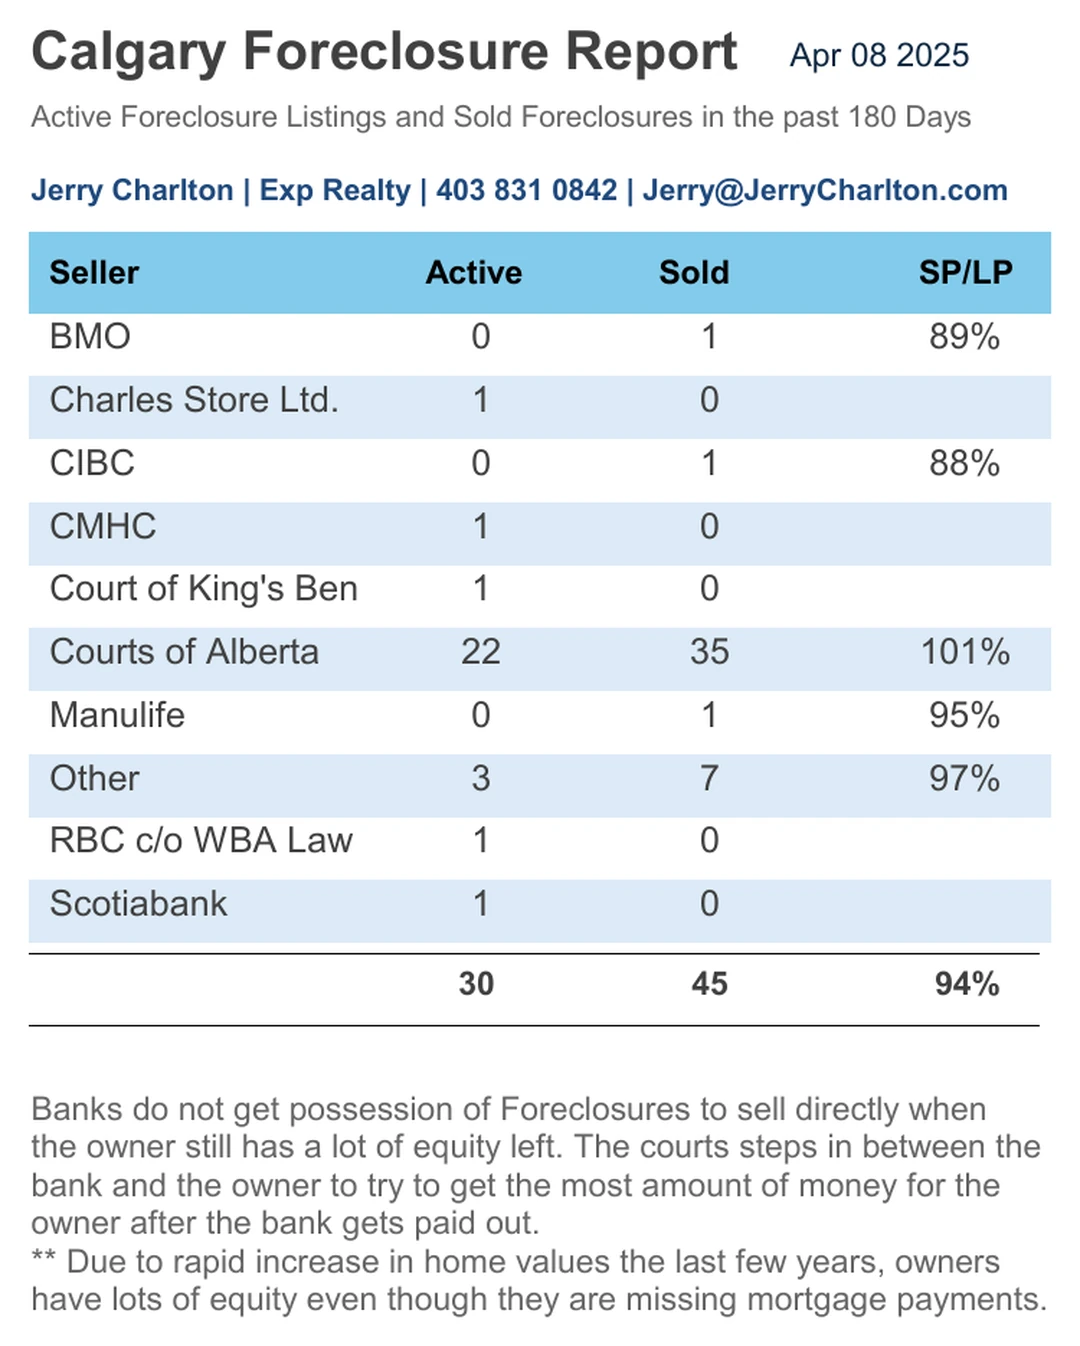 Calgary Foreclosure Report Apr 08 2025
Active Foreclosure Listings and Sold Foreclosures in the past 180 Days
Jerry Charlton | Exp Realty | 403 831 0842 | Jerry@JerryCharlton.com
Seller Active Sold SP/LP
BMO 0 1 89%
Charles Store Ltd. 1 0
CIBC 0 1 88%
CMHC 1 0
Court of King's Ben 1 0
Courts of Alberta 22 35 101%
Manulife 0 1 95%
Other 3 7 97%
RBC c/o WBA Law 1 0
Scotiabank 1 0
30 45 94%
Banks do not get possession of Foreclosures to sell directly when
the owner still has a lot of equity left. The courts steps in between the
bank and the owner to try to get the most amount of money for the
owner after the bank gets paid out.
** Due to rapid increase in home values the last few years, owners
have lots of equity even though they are missing mortgage payments.